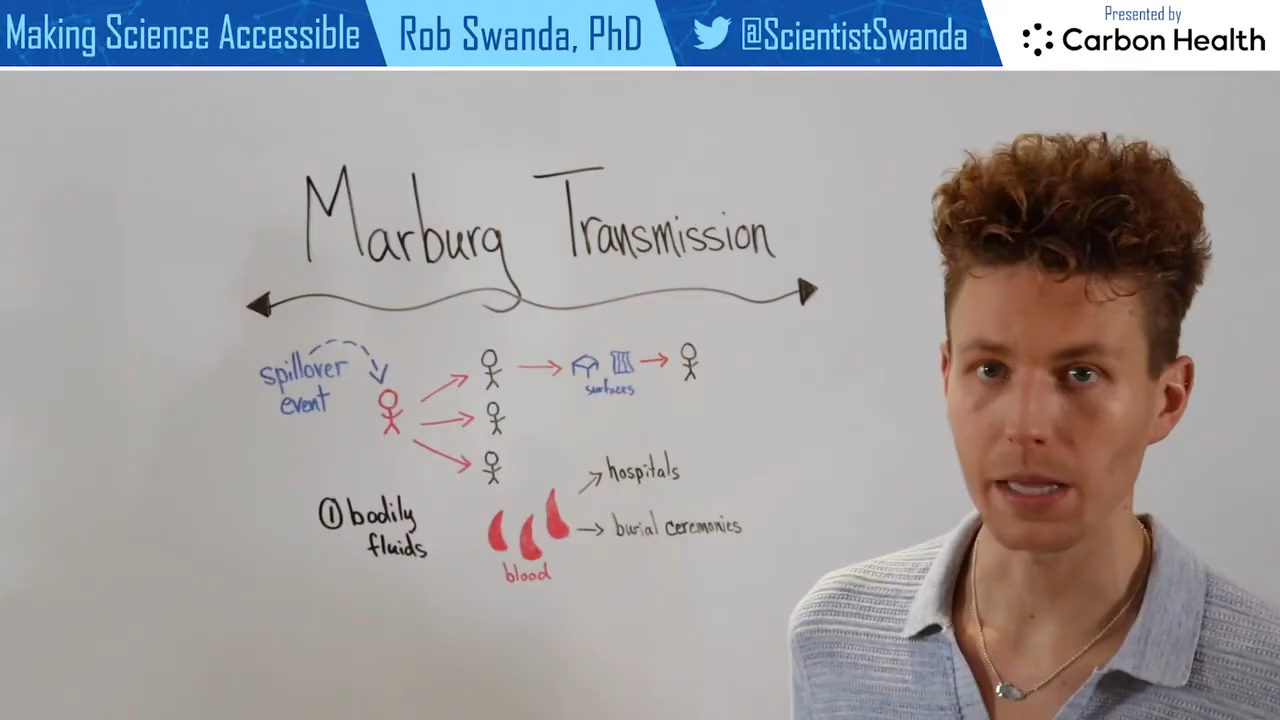 Making Science Accessible
Rob Swanda, PhD
@ScientistSwanda
Presented by
Carbon Health
Marburg Transmission
spillover
event
surfaces
hospitals
① bodily
fluids
burial ceremonies
blood